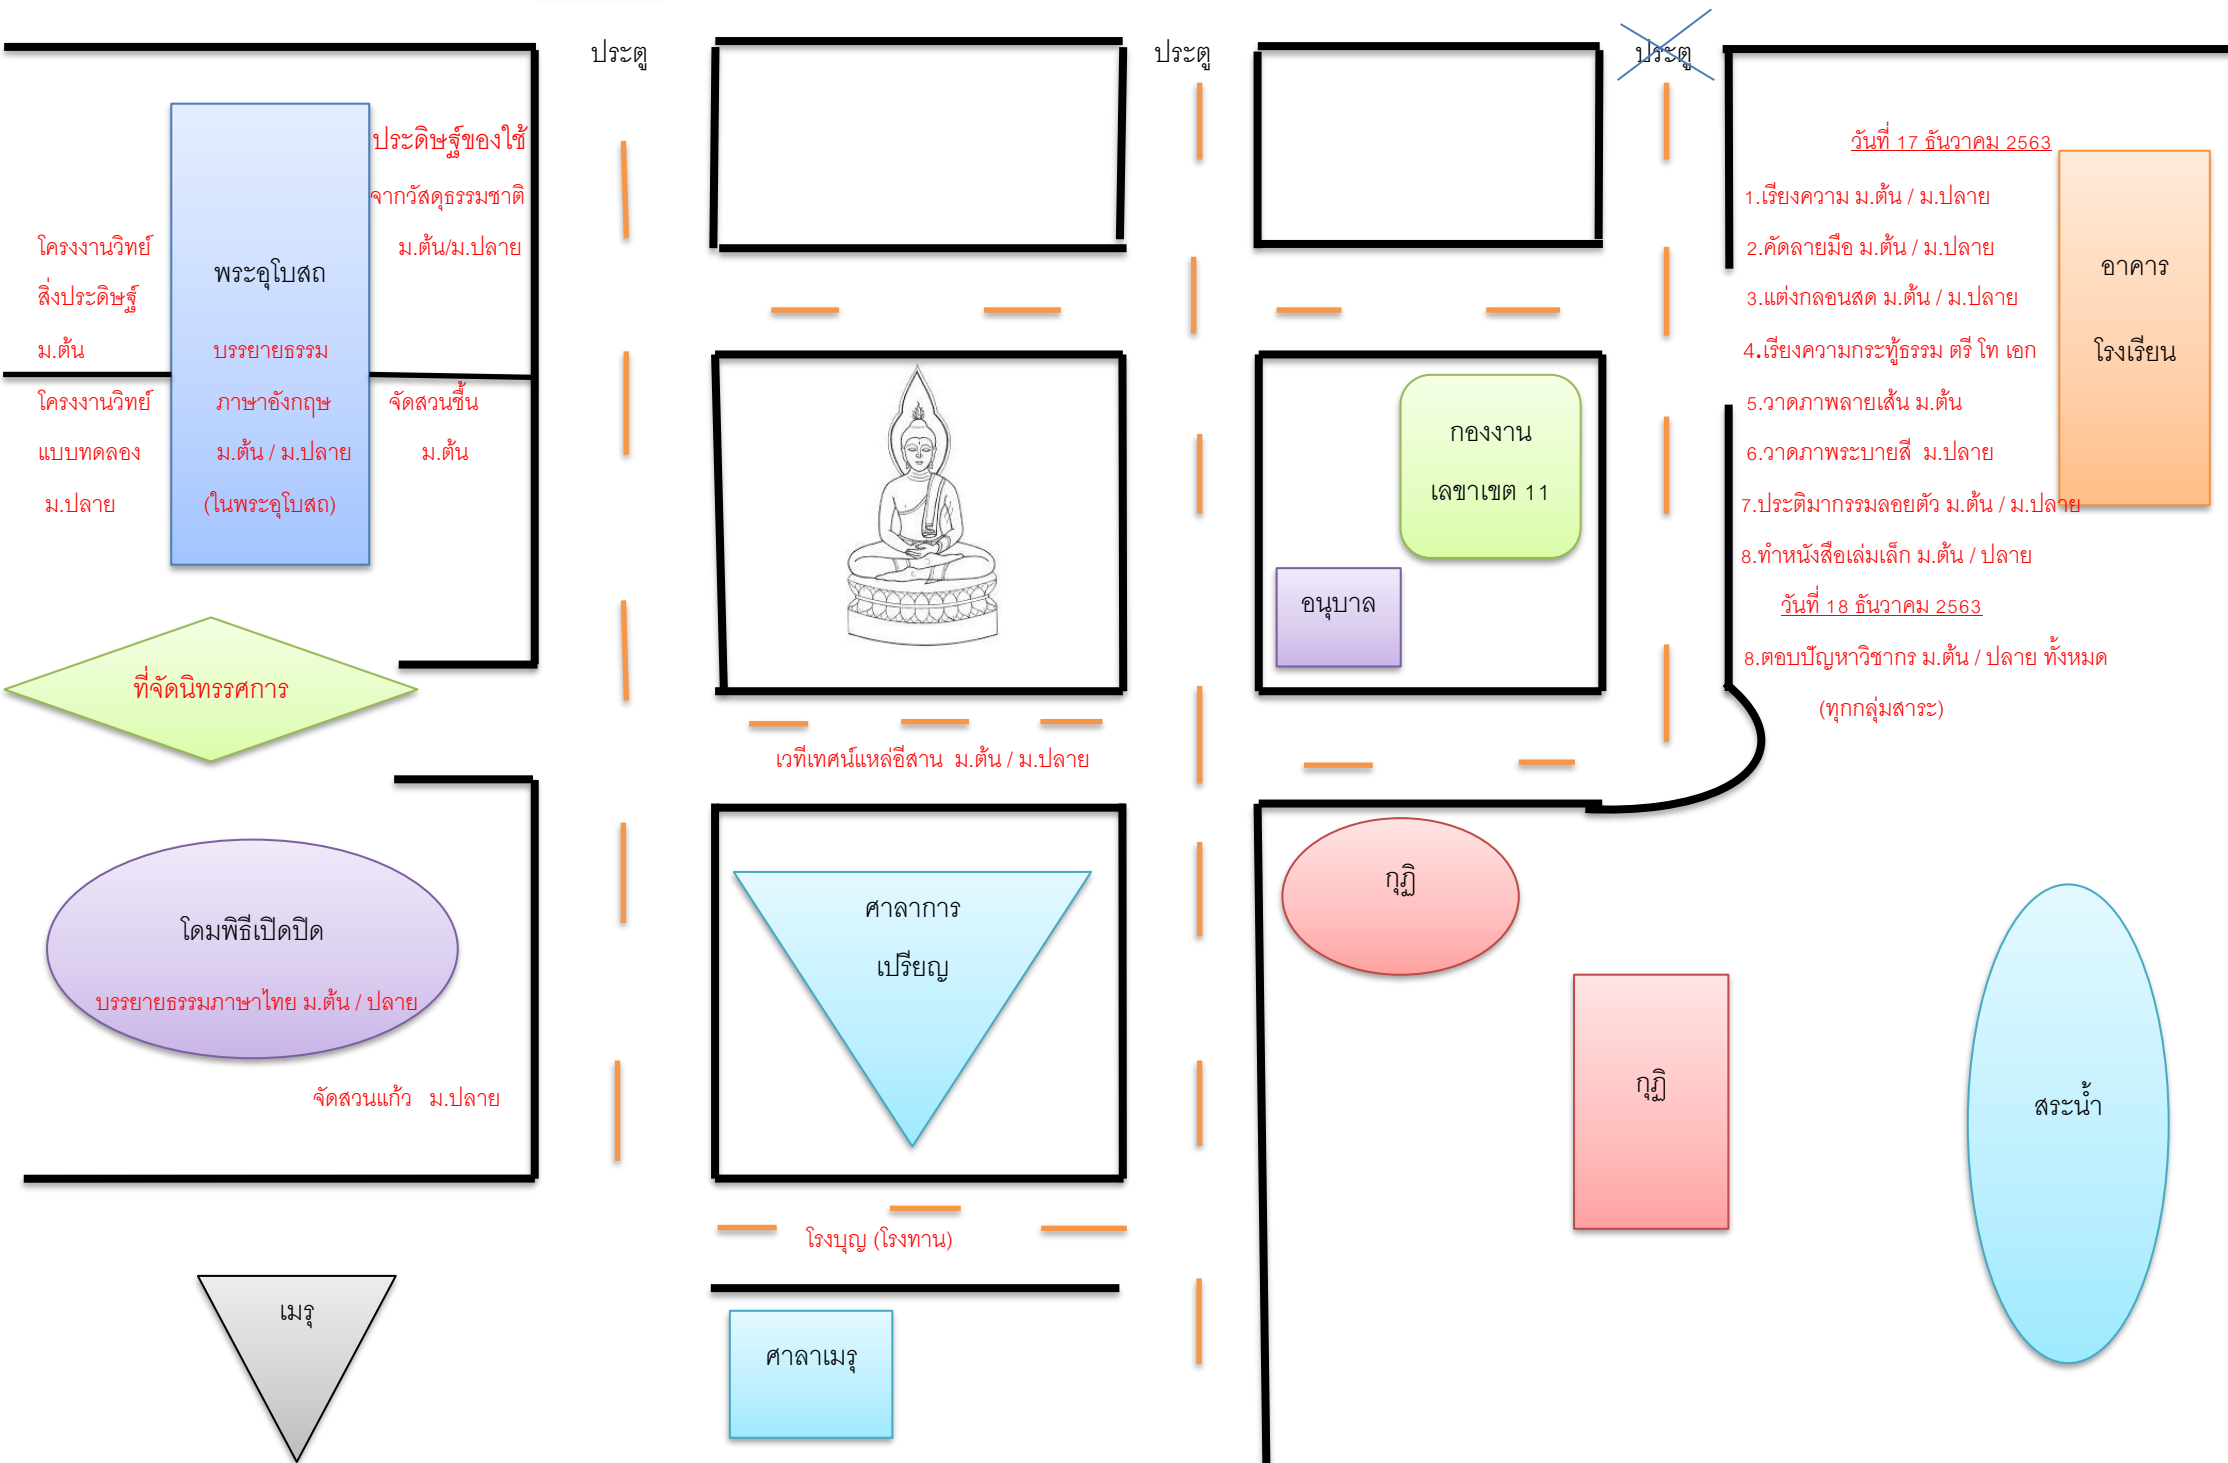 ประตู
ประตู
ประตู
ประดิษฐ์ของใช้
จากวัสดุธรรมชาติ
ม.ต้น/ม.ปลาย
โครงงานวิทย์
สิ่งประดิษฐ์
ม.ต้น
พระอุโบสถ
บรรยายธรรม
ภาษาอังกฤษ
ม.ต้น / ม.ปลาย
(ในพระอุโบสถ)
โครงงานวิทย์
แบบทดลอง
ม.ปลาย
จัดสวนชื้น
ม.ต้น
ที่จัดนิทรรศการ
โดมพิธีเปิดปิด
บรรยายธรรมภาษาไทย ม.ต้น / ปลาย
จัดสวนแก้ว ม.ปลาย
เมรุ
เวทีเทศน์แหล่อีสาน ม.ต้น / ม.ปลาย
ศาลาการ
เปรียญ
โรงบุญ (โรงทาน)
ศาลาเมรุ
กองงาน
เลขาเขต 11
อนุบาล
กุฏิ
กุฏิ
วันที่ 17 ธันวาคม 2563
1.เรียงความ ม.ต้น / ม.ปลาย
2.คัดลายมือ ม.ต้น / ม.ปลาย
3.แต่งกลอนสด ม.ต้น / ม.ปลาย
4.เรียงความกระทู้ธรรม ตรี โท เอก
5.วาดภาพลายเส้น ม.ต้น
6.วาดภาพระบายสี ม.ปลาย
7.ประติมากรรมลอยตัว ม.ต้น / ม.ปลาย
8.ทำหนังสือเล่มเล็ก ม.ต้น / ปลาย
วันที่ 18 ธันวาคม 2563
8.ตอบปัญหาวิชากร ม.ต้น / ปลาย ทั้งหมด
(ทุกกลุ่มสาระ)
อาคาร
โรงเรียน
สระน้ำ